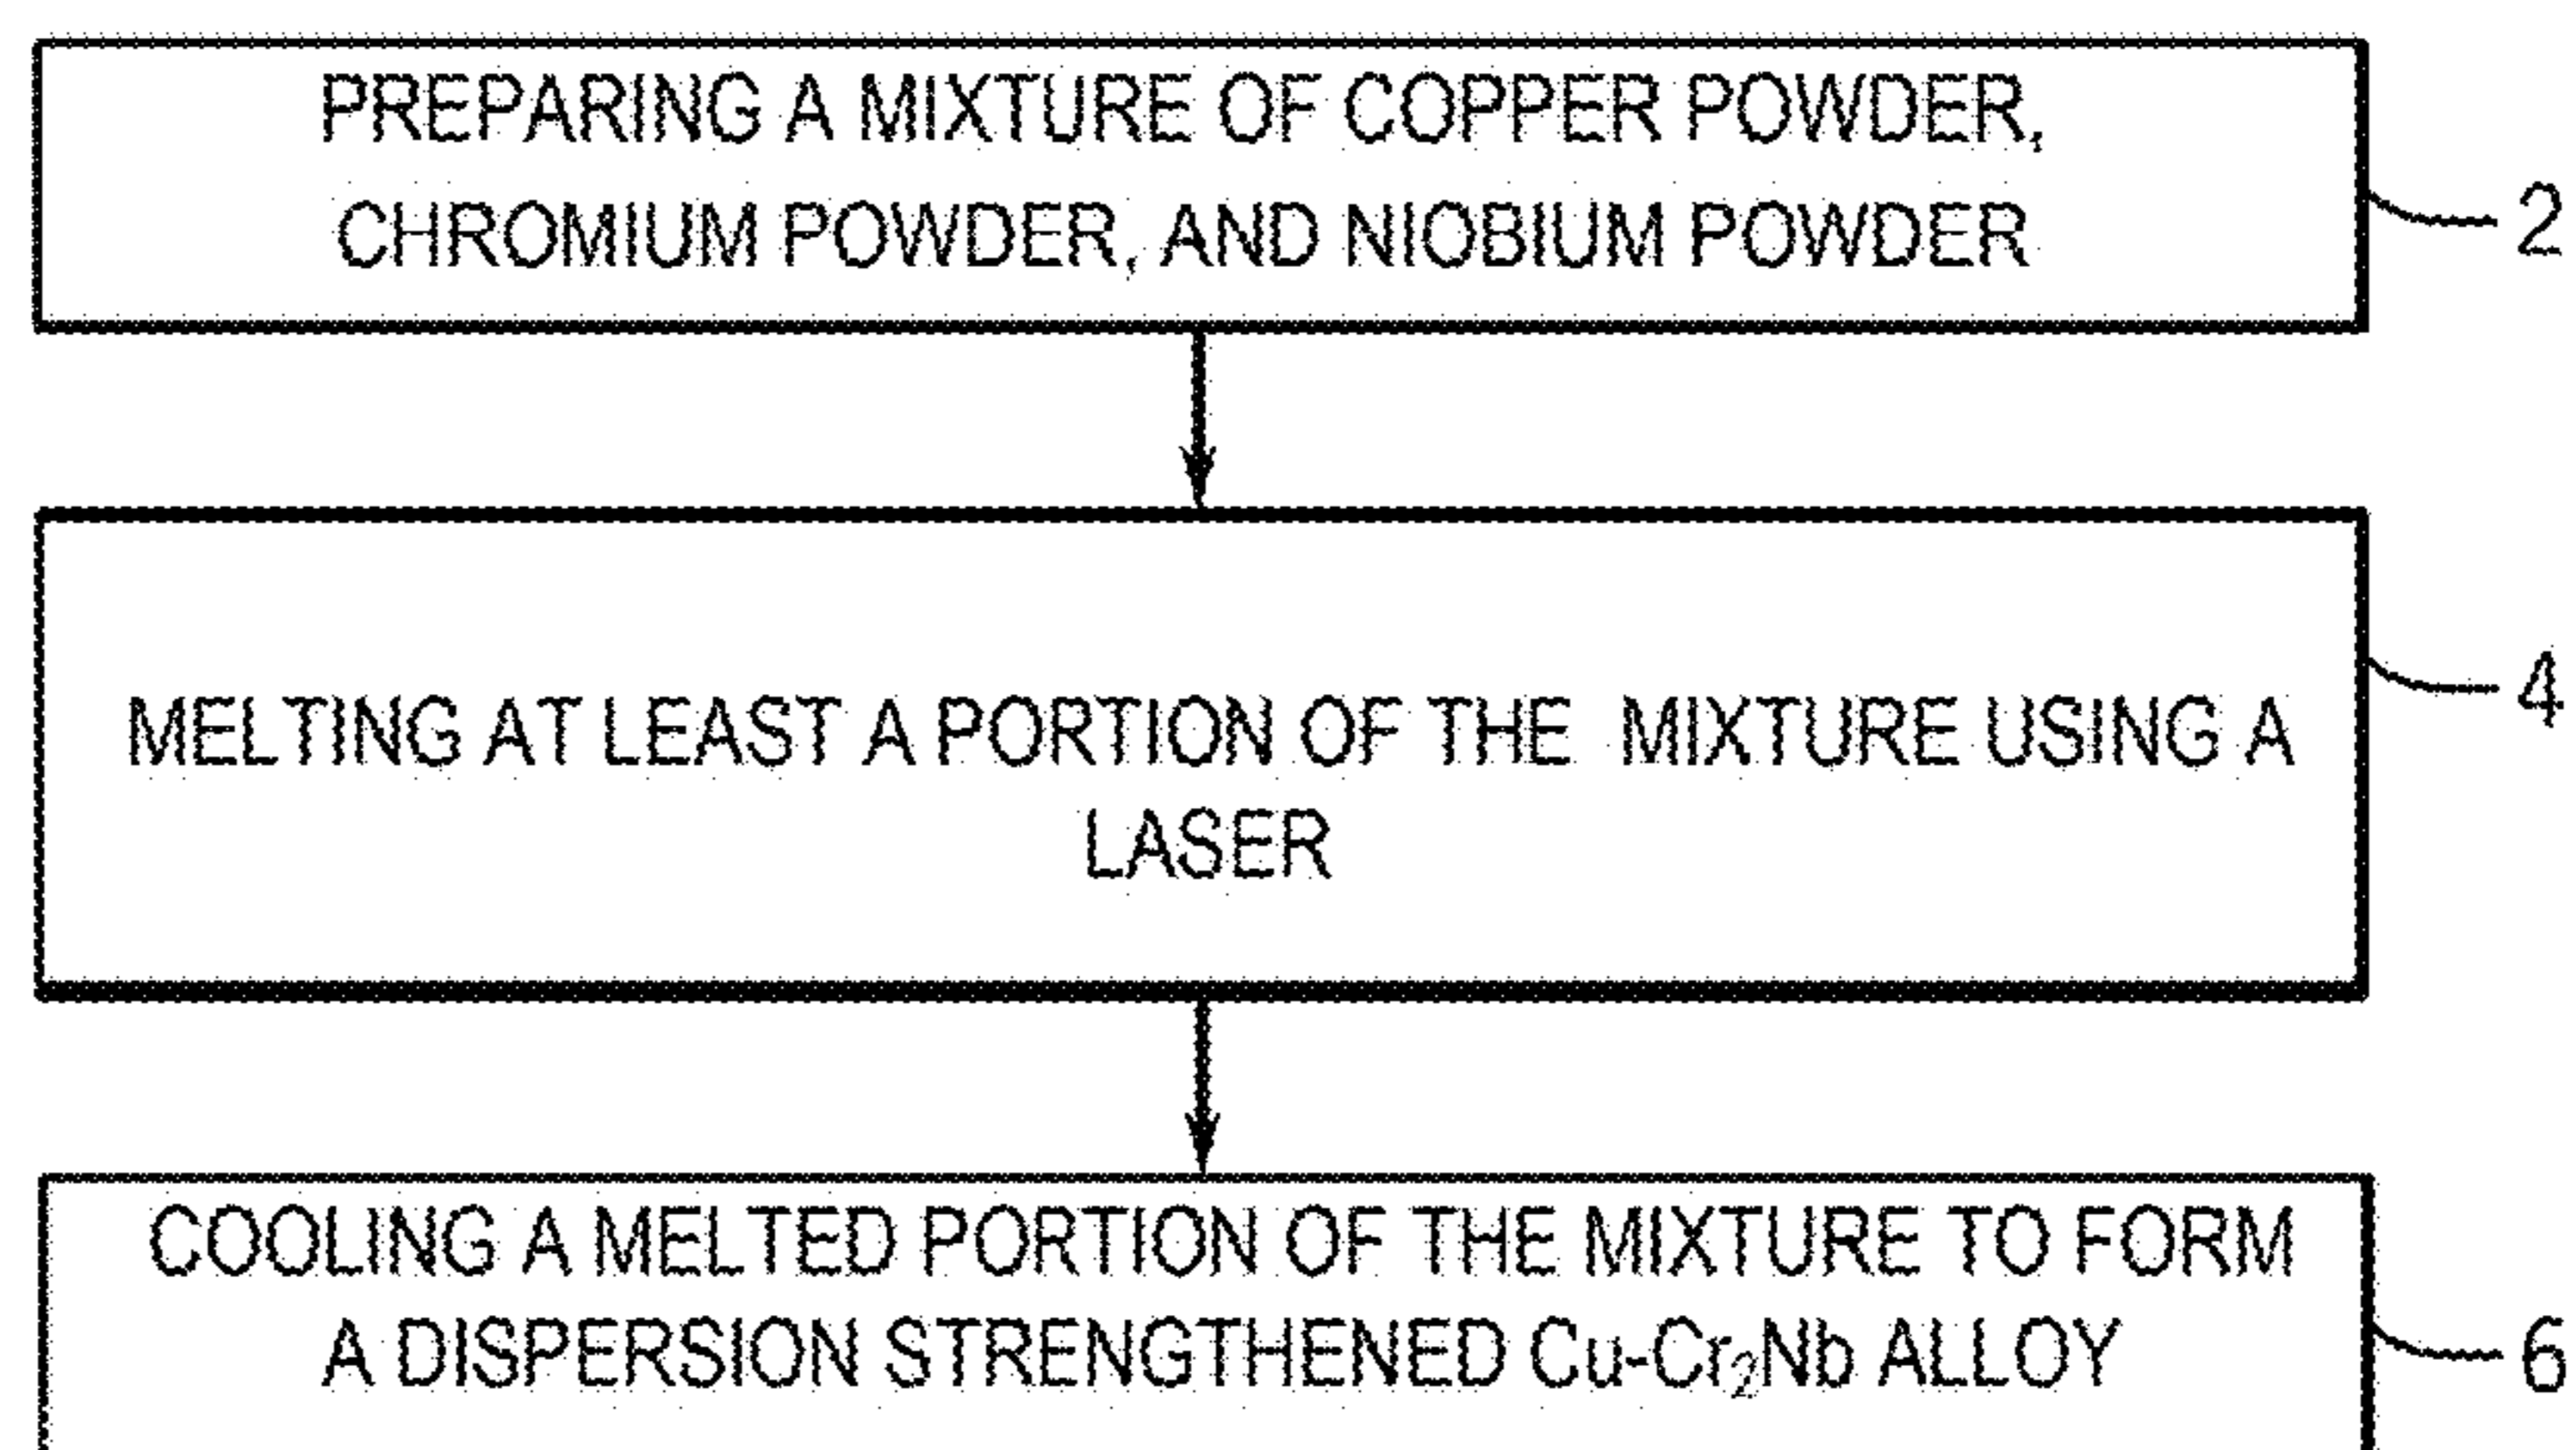 PREPARING A MIXTURE OF COPPER POWDER,
CHROMIUM POWDER, AND NIOBIUM POWDER
2
MELTING AT LEAST A PORTION OF THE MIXTURE USING A
LASER
4
COOLING A MELTED PORTION OF THE MIXTURE TO FORM
A DISPERSION STRENGTHENED Cu-Cr₂Nb ALLOY
6